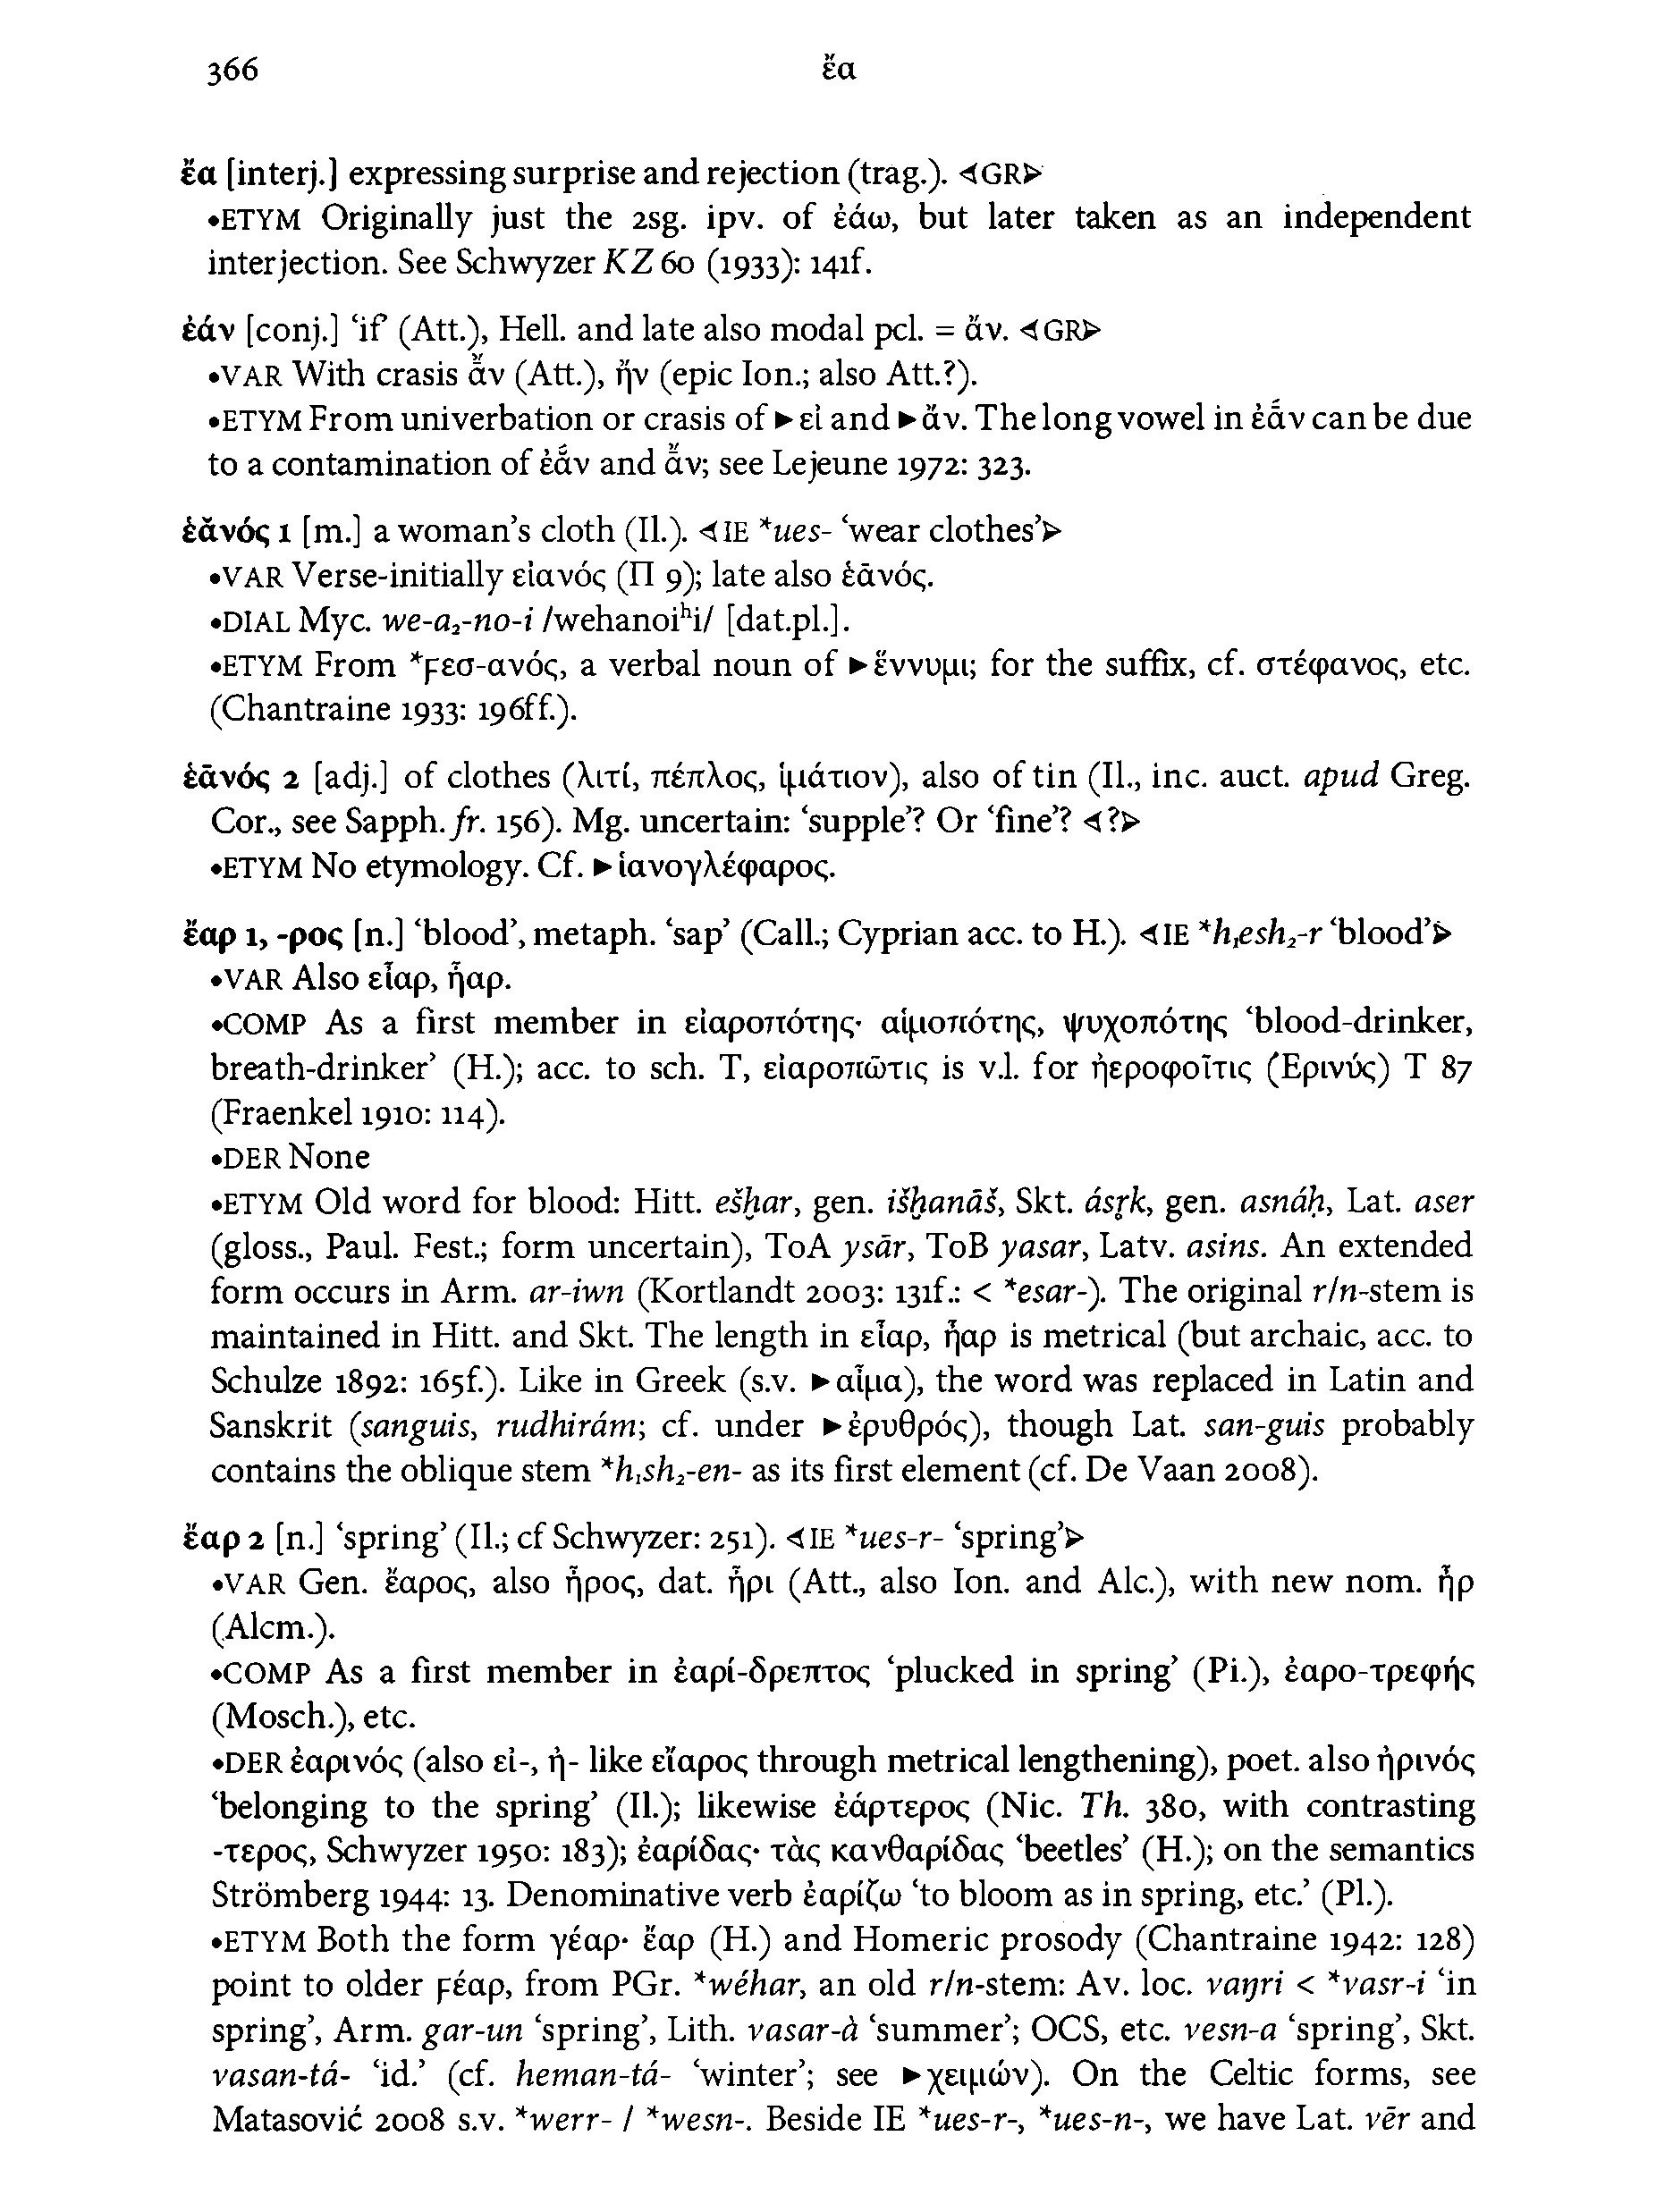 366 ἔα
ἔα [interj.] expressing surprise and rejection (trag.). ◁GR▷
•ETYM Originally just the 2sg. ipv. of ἐάω, but later taken as an independent
interjection. See Schwyzer KZ 60 (1933): 141f.
ἐάν [conj.] ‘if’ (Att.), Hell. and late also modal pcl. = ἄν. ◁GR▷
•VAR With crasis ἄ̄ν (Att.), ἤν (epic Ion.; also Att.?).
•ETYM From univerbation or crasis of ►εἰ and ►ἄν. The long vowel in ἐά̄ν can be due
to a contamination of ἐά̄ν and ἄ̄ν; see Lejeune 1972: 323.
ἑᾰνός 1 [m.] a woman’s cloth (Il.). ◁IE *ues- ‘wear clothes’▷
•VAR Verse-initially εἱανός (Π 9); late also ἑᾱνός.
•DIAL Myc. we-a₂-no-i /wehanoiʰi/ [dat.pl.].
•ETYM From *ϝεσ-ανός, a verbal noun of ►ἕννυμι; for the suffix, cf. στέφανος, etc.
(Chantraine 1933: 196ff.).
ἑᾱνός 2 [adj.] of clothes (λιτί, πέπλος, ἱμάτιον), also of tin (Il., inc. auct. apud Greg.
Cor., see Sapph. fr. 156). Mg. uncertain: ‘supple’? Or ‘fine’? ◁?▷
•ETYM No etymology. Cf. ►ἰανογλέφαρος.
ἔαρ 1, -ρος [n.] ‘blood’, metaph. ‘sap’ (Call.; Cyprian acc. to H.). ◁IE *h₁esh₂-r ‘blood’▷
•VAR Also εἶαρ, ἦαρ.
•COMP As a first member in εἰαροπότης· αἱμοπότης, ψυχοπότης ‘blood-drinker,
breath-drinker’ (H.); acc. to sch. T, εἰαροπῶτις is v.l. for ἠεροφοῖτις (Ἐρινύς) T 87
(Fraenkel 1910: 114).
•DER None
•ETYM Old word for blood: Hitt. ešḫar, gen. išḫanāš, Skt. ásr̥k, gen. asnáḥ, Lat. aser
(gloss., Paul. Fest.; form uncertain), ToA ysār, ToB yasar, Latv. asins. An extended
form occurs in Arm. ar-iwn (Kortlandt 2003: 131f.: < *esar-). The original r/n-stem is
maintained in Hitt. and Skt. The length in εἶαρ, ἦαρ is metrical (but archaic, acc. to
Schulze 1892: 165f.). Like in Greek (s.v. ►αἷμα), the word was replaced in Latin and
Sanskrit (sanguis, rudhirám; cf. under ►ἐρυθρός), though Lat. san-guis probably
contains the oblique stem *h₁sh₂-en- as its first element (cf. De Vaan 2008).
ἔαρ 2 [n.] ‘spring’ (Il.; cf Schwyzer: 251). ◁IE *ues-r- ‘spring’▷
•VAR Gen. ἔαρος, also ἦρος, dat. ἦρι (Att., also Ion. and Alc.), with new nom. ἦρ
(Alcm.).
•COMP As a first member in ἐαρί-δρεπτος ‘plucked in spring’ (Pi.), ἐαρο-τρεφής
(Mosch.), etc.
•DER ἐαρινός (also εἰ-, ἠ- like εἴαρος through metrical lengthening), poet. also ἠρινός
‘belonging to the spring’ (Il.); likewise ἐάρτερος (Nic. Th. 380, with contrasting
-τερος, Schwyzer 1950: 183); ἐαρίδας· τὰς κανθαρίδας ‘beetles’ (H.); on the semantics
Strömberg 1944: 13. Denominative verb ἐαρίζω ‘to bloom as in spring, etc.’ (Pl.).
•ETYM Both the form γέαρ· ἔαρ (H.) and Homeric prosody (Chantraine 1942: 128)
point to older ϝέαρ, from PGr. *wéhar, an old r/n-stem: Av. loc. vaŋri < *vasr-i ‘in
spring’, Arm. gar-un ‘spring’, Lith. vasar-à ‘summer’; OCS, etc. vesn-a ‘spring’, Skt.
vasan-tá- ‘id.’ (cf. heman-tá- ‘winter’; see ►χειμών). On the Celtic forms, see
Matasović 2008 s.v. *werr- / *wesn-. Beside IE *ues-r-, *ues-n-, we have Lat. vēr and